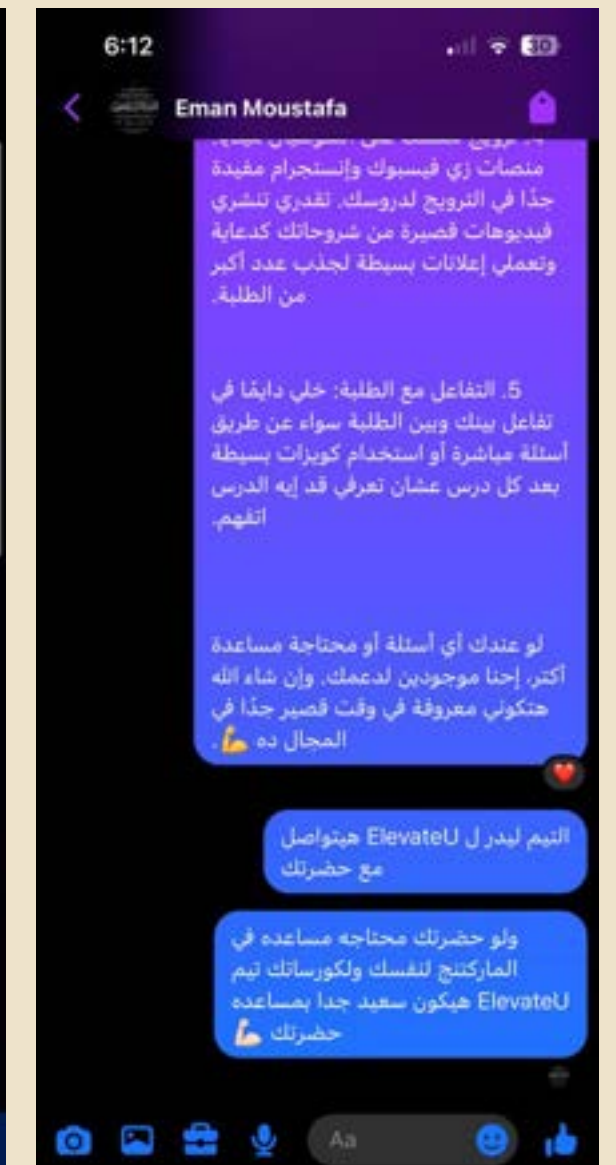 6:12
30
Eman Moustafa
منصات زي فيسبوك وإنستجرام مفيدة
جدًا في الترويج لدروسك. تقدري تنشري
فيديوهات قصيرة من شروحاتك كدعاية
وتعملي إعلانات بسيطة لجذب عدد أكبر
من الطلبة.
5. التفاعل مع الطلبة: خلي دايمًا في
تفاعل بينك وبين الطلبة سواء عن طريق
أسئلة مباشرة أو استخدام كويزات بسيطة
بعد كل درس عشان تعرفي قد إيه الدرس
اتفهم.
لو عندك أي أسئلة أو محتاجة مساعدة
أكتر، إحنا موجودين لدعمك. وإن شاء الله
هتكوني معروفة في وقت قصير جدًا في
المجال ده 💪.
التيم ليدر ل ElevateU هيتواصل
مع حضرتك
ولو حضرتك محتاجه مساعده في
الماركتنج لنفسك ولكورساتك تيم
ElevateU هيكون سعيد جدا بمساعده
حضرتك 💪🏻
Aa